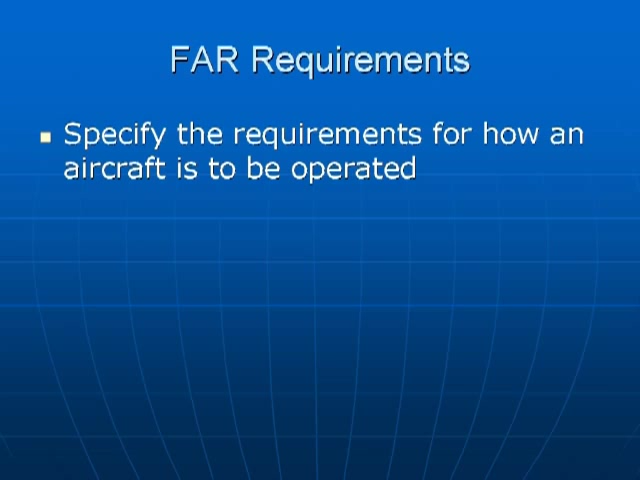 FAR Requirements
Specify the requirements for how an
aircraft is to be operated